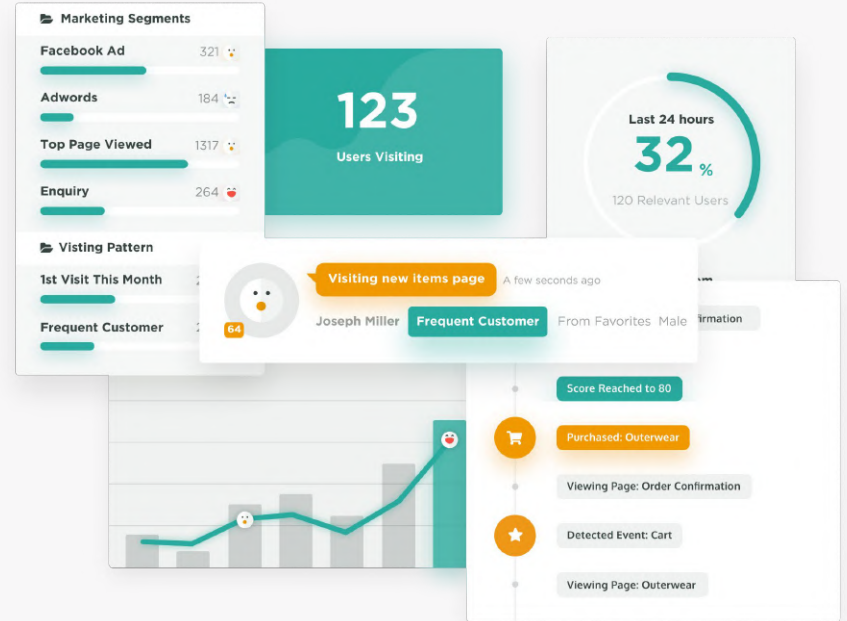 Marketing Segments
Facebook Ad 321
Adwords 184
Top Page Viewed 1317
Enquiry 264
Visting Pattern
1st Visit This Month
Frequent Customer
123
Users Visiting
Last 24 hours
32 %
120 Relevant Users
Visiting new items page A few seconds ago
64
Joseph Miller Frequent Customer From Favorites Male
Score Reached to 80
Purchased: Outerwear
Viewing Page: Order Confirmation
Detected Event: Cart
Viewing Page: Outerwear